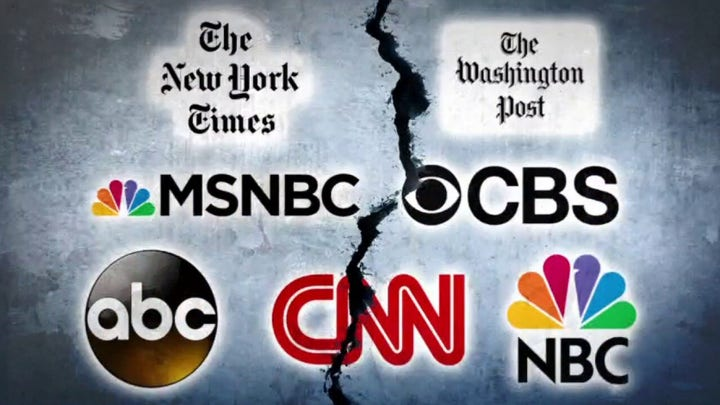 The
New York
Times
The
Washington
Post
MSNBC
CBS
abc
CNN
NBC